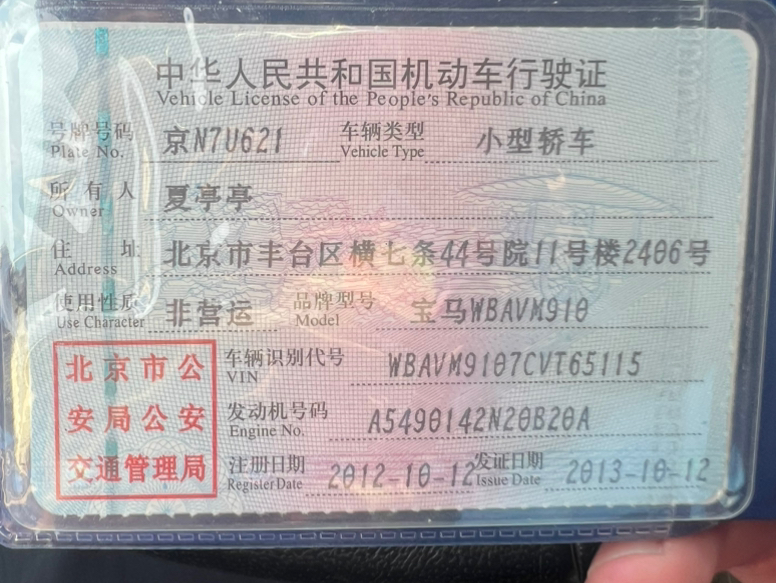 中华人民共和国机动车行驶证
Vehicle License of the People's Republic of China
号牌号码 京N7U621 车辆类型 小型轿车
Plate No. Vehicle Type
所有人 夏亭亭
Owner
住址 北京市丰台区横七条44号院11号楼2406号
Address
使用性质 非营运 品牌型号 宝马WBAVM910
Use Character Model
北京市公安局公安交通管理局
车辆识别代号 WBAVM9107CVT65115
VIN
发动机号码 A5490142N20B20A
Engine No.
注册日期 2012-10-12 发证日期 2013-10-12
Register Date Issue Date